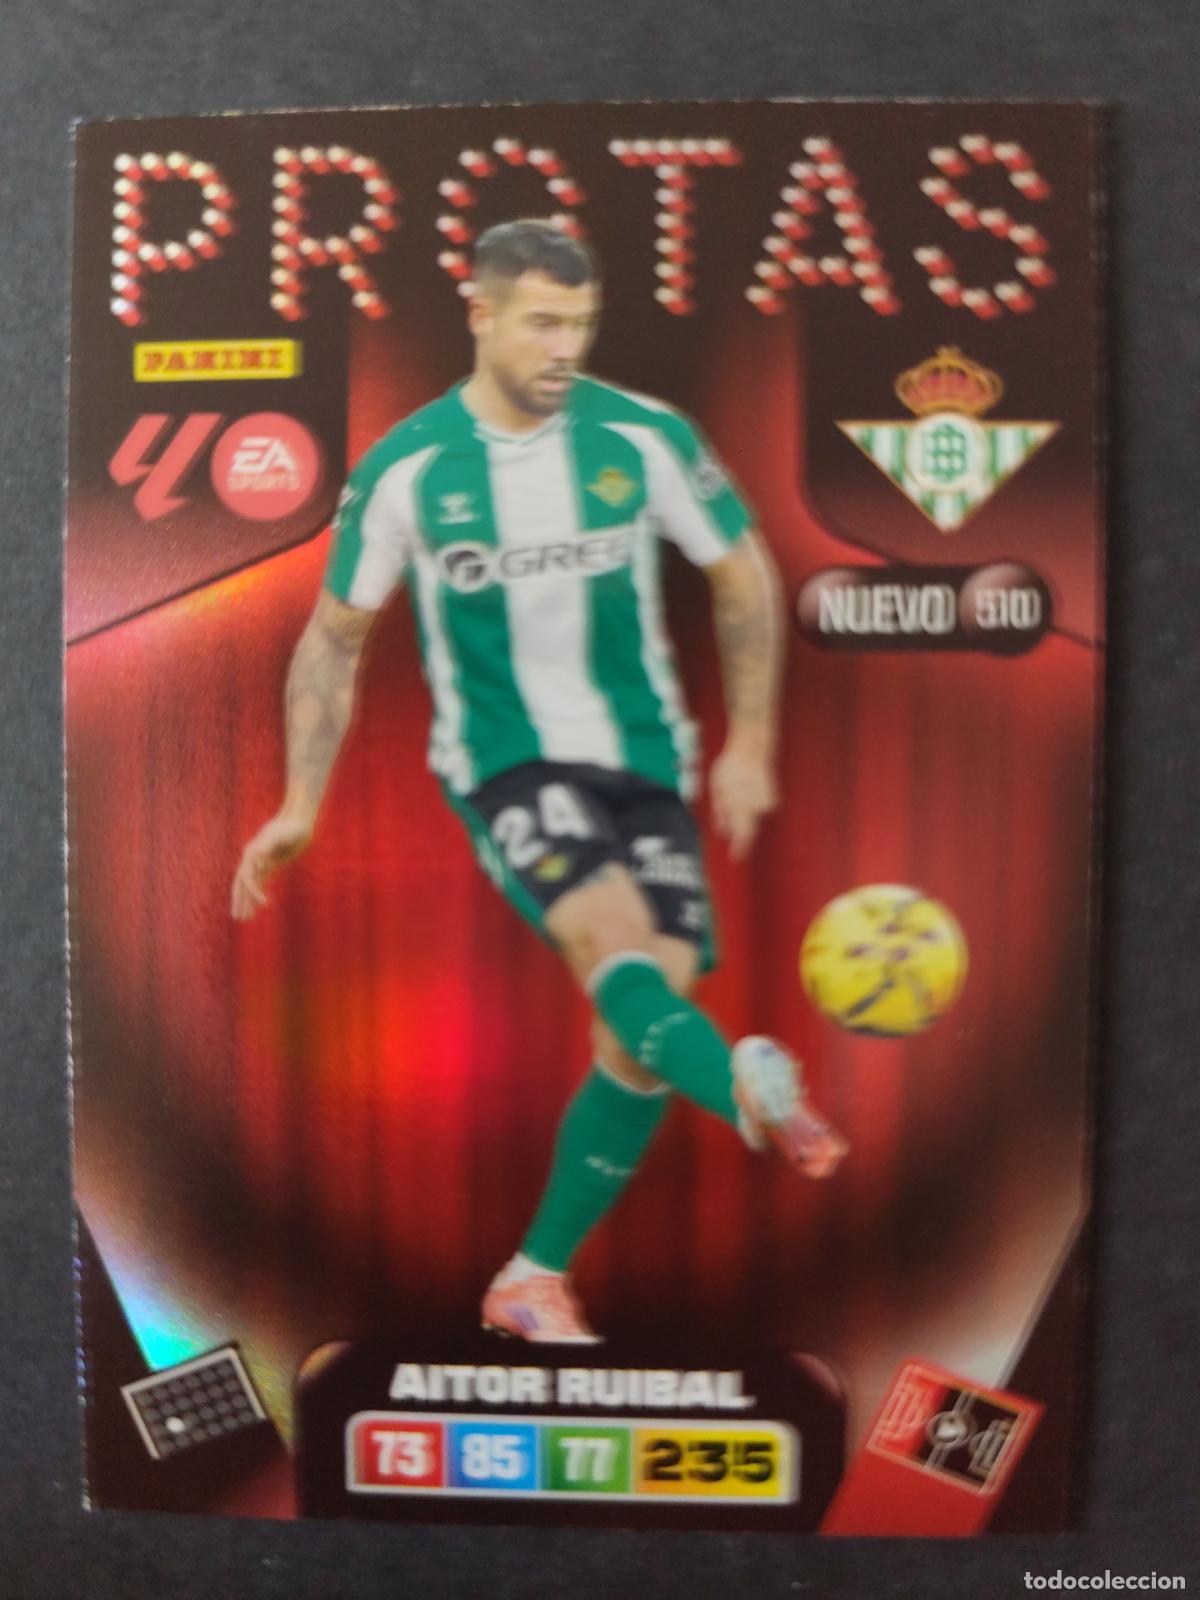 PROTAS
PANINI
EA
SPORTS
GREE
NUEVO 510
24
AITOR RUIBAL
73 85 77 235
todocoleccion